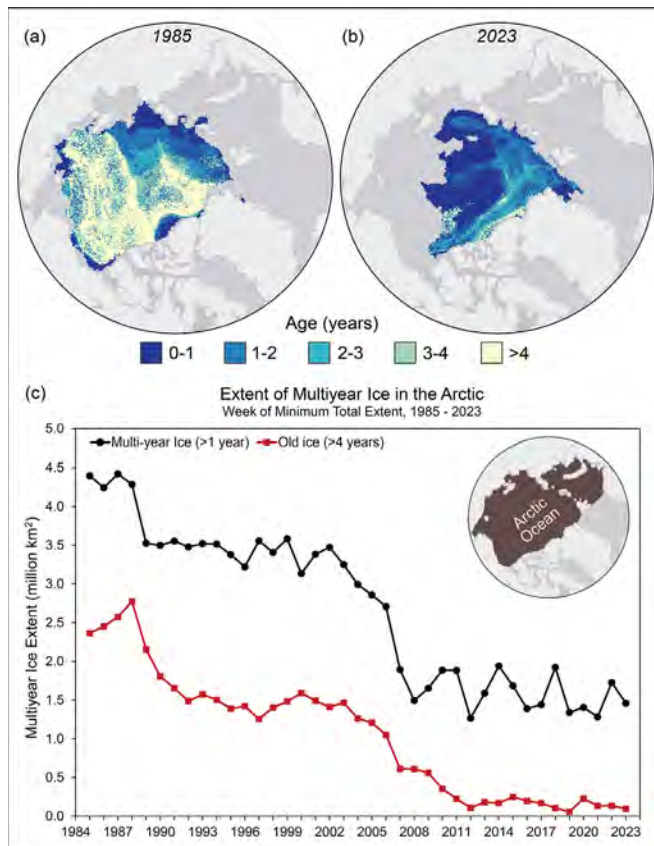 (a) 1985
(b) 2023
Age (years)
0-1 1-2 2-3 3-4 >4
(c) Extent of Multiyear Ice in the Arctic
Week of Minimum Total Extent, 1985 - 2023
Multi-year Ice (>1 year) Old ice (>4 years)
Arctic
Ocean
Multiyear Ice Extent (million km²)
5.0
4.5
4.0
3.5
3.0
2.5
2.0
1.5
1.0
0.5
0.0
1984 1987 1990 1993 1996 1999 2002 2005 2008 2011 2014 2017 2020 2023